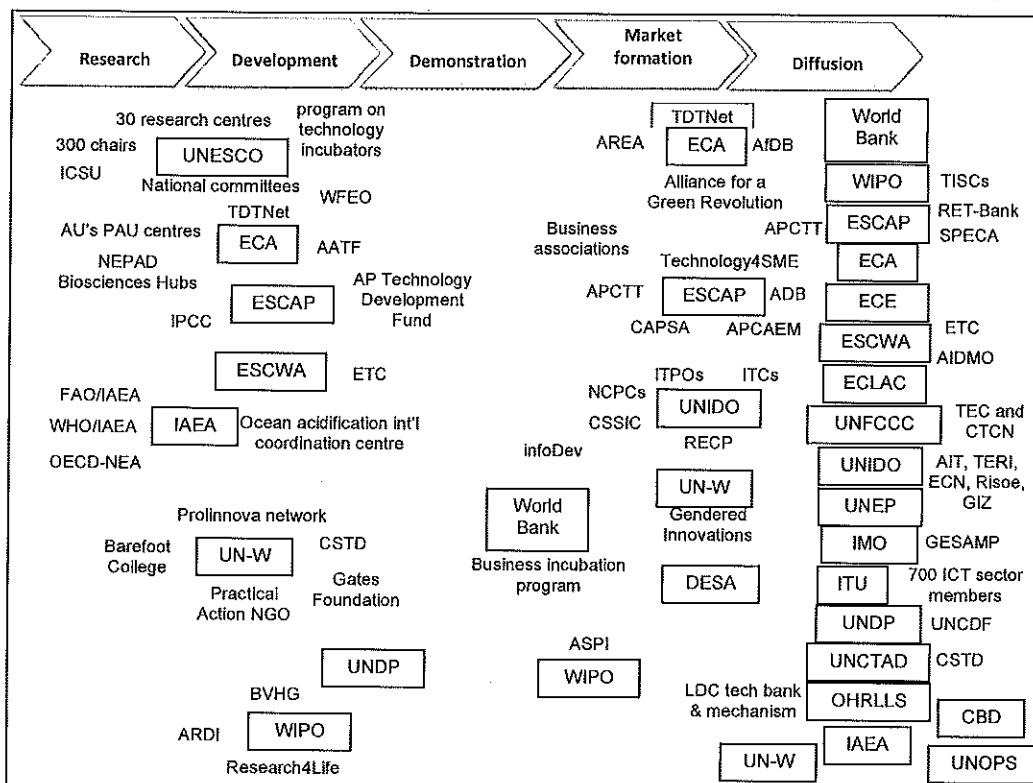 Research
Development
Demonstration
Market
formation
Diffusion
30 research centres
program on
technology
incubators
300 chairs
UNESCO
ICSU
National committees
WFEO
TDTNet
AU's PAU centres
ECA
AATF
NEPAD
Biosciences Hubs
ESCAP
AP Technology
Development
Fund
IPCC
ESCWA
ETC
FAO/IAEA
WHO/IAEA
IAEA
Ocean acidification int'l
coordination centre
OECD-NEA
Prolinnova network
Barefoot
College
UN-W
CSTD
Practical
Action NGO
Gates
Foundation
UNDP
BVHG
ARDI
WIPO
Research4Life
TDTNet
AREA
ECA
AfDB
Alliance for a
Green Revolution
Business
associations
Technology4SME
APCTT
ESCAP
ADB
CAPSA
APCAEM
ITPOs
ITCs
NCPCs
UNIDO
CSSIC
RECP
infoDev
World
Bank
Business incubation
program
UN-W
Gendered
Innovations
DESA
ASPI
WIPO
World
Bank
WIPO
TISCs
APCTT
ESCAP
RET-Bank
SPECA
ECA
ECE
ESCWA
ETC
AIDMO
ECLAC
UNFCCC
TEC and
CTCN
UNIDO
AIT, TERI,
ECN, Risoe,
GIZ
UNEP
IMO
GESAMP
ITU
700 ICT sector
members
UNDP
UNCDF
UNCTAD
CSTD
LDC tech bank
& mechanism
OHRLLS
CBD
IAEA
UN-W
UNOPS